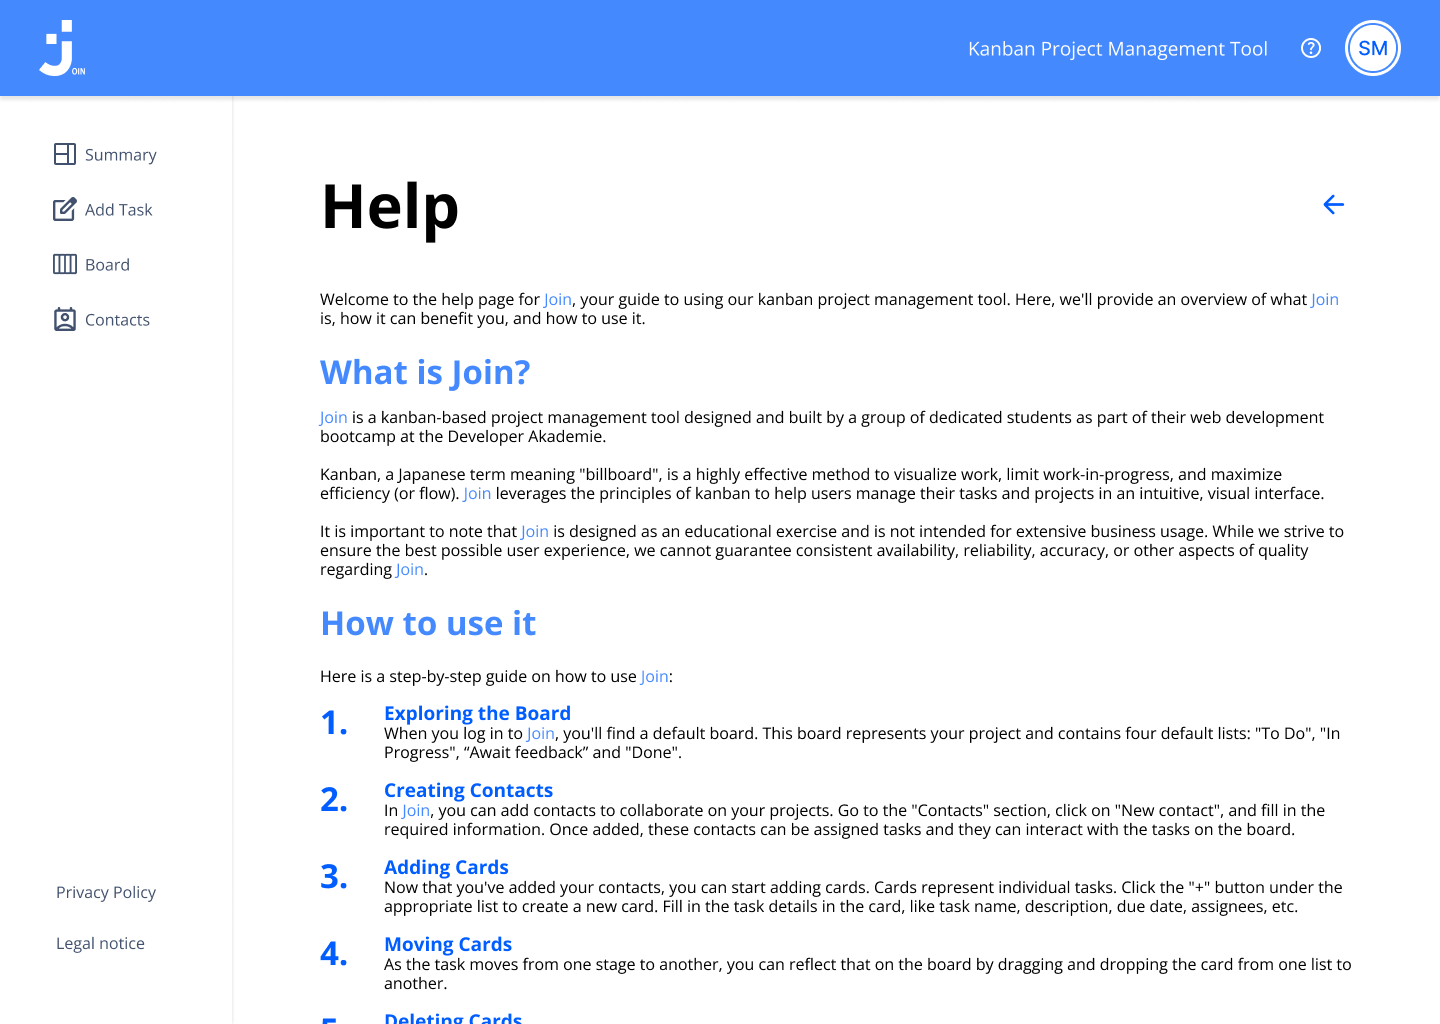 OIN
Kanban Project Management Tool
SM
Summary
Add Task
Board
Contacts
Privacy Policy
Legal notice
Help
Welcome to the help page for Join, your guide to using our kanban project management tool. Here, we'll provide an overview of what Join
is, how it can benefit you, and how to use it.
What is Join?
Join is a kanban-based project management tool designed and built by a group of dedicated students as part of their web development
bootcamp at the Developer Akademie.
Kanban, a Japanese term meaning "billboard", is a highly effective method to visualize work, limit work-in-progress, and maximize
efficiency (or flow). Join leverages the principles of kanban to help users manage their tasks and projects in an intuitive, visual interface.
It is important to note that Join is designed as an educational exercise and is not intended for extensive business usage. While we strive to
ensure the best possible user experience, we cannot guarantee consistent availability, reliability, accuracy, or other aspects of quality
regarding Join.
How to use it
Here is a step-by-step guide on how to use Join:
1. Exploring the Board
When you log in to Join, you'll find a default board. This board represents your project and contains four default lists: "To Do", "In
Progress", “Await feedback” and "Done".
2. Creating Contacts
In Join, you can add contacts to collaborate on your projects. Go to the "Contacts" section, click on "New contact", and fill in the
required information. Once added, these contacts can be assigned tasks and they can interact with the tasks on the board.
3. Adding Cards
Now that you've added your contacts, you can start adding cards. Cards represent individual tasks. Click the "+" button under the
appropriate list to create a new card. Fill in the task details in the card, like task name, description, due date, assignees, etc.
4. Moving Cards
As the task moves from one stage to another, you can reflect that on the board by dragging and dropping the card from one list to
another.
5. Deleting Cards